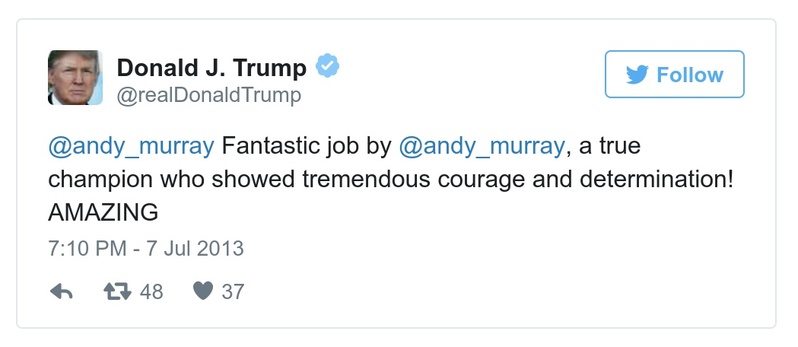 Donald J. Trump
@realDonaldTrump
Follow
@andy_murray Fantastic job by @andy_murray, a true
champion who showed tremendous courage and determination!
AMAZING
7:10 PM - 7 Jul 2013
48 37